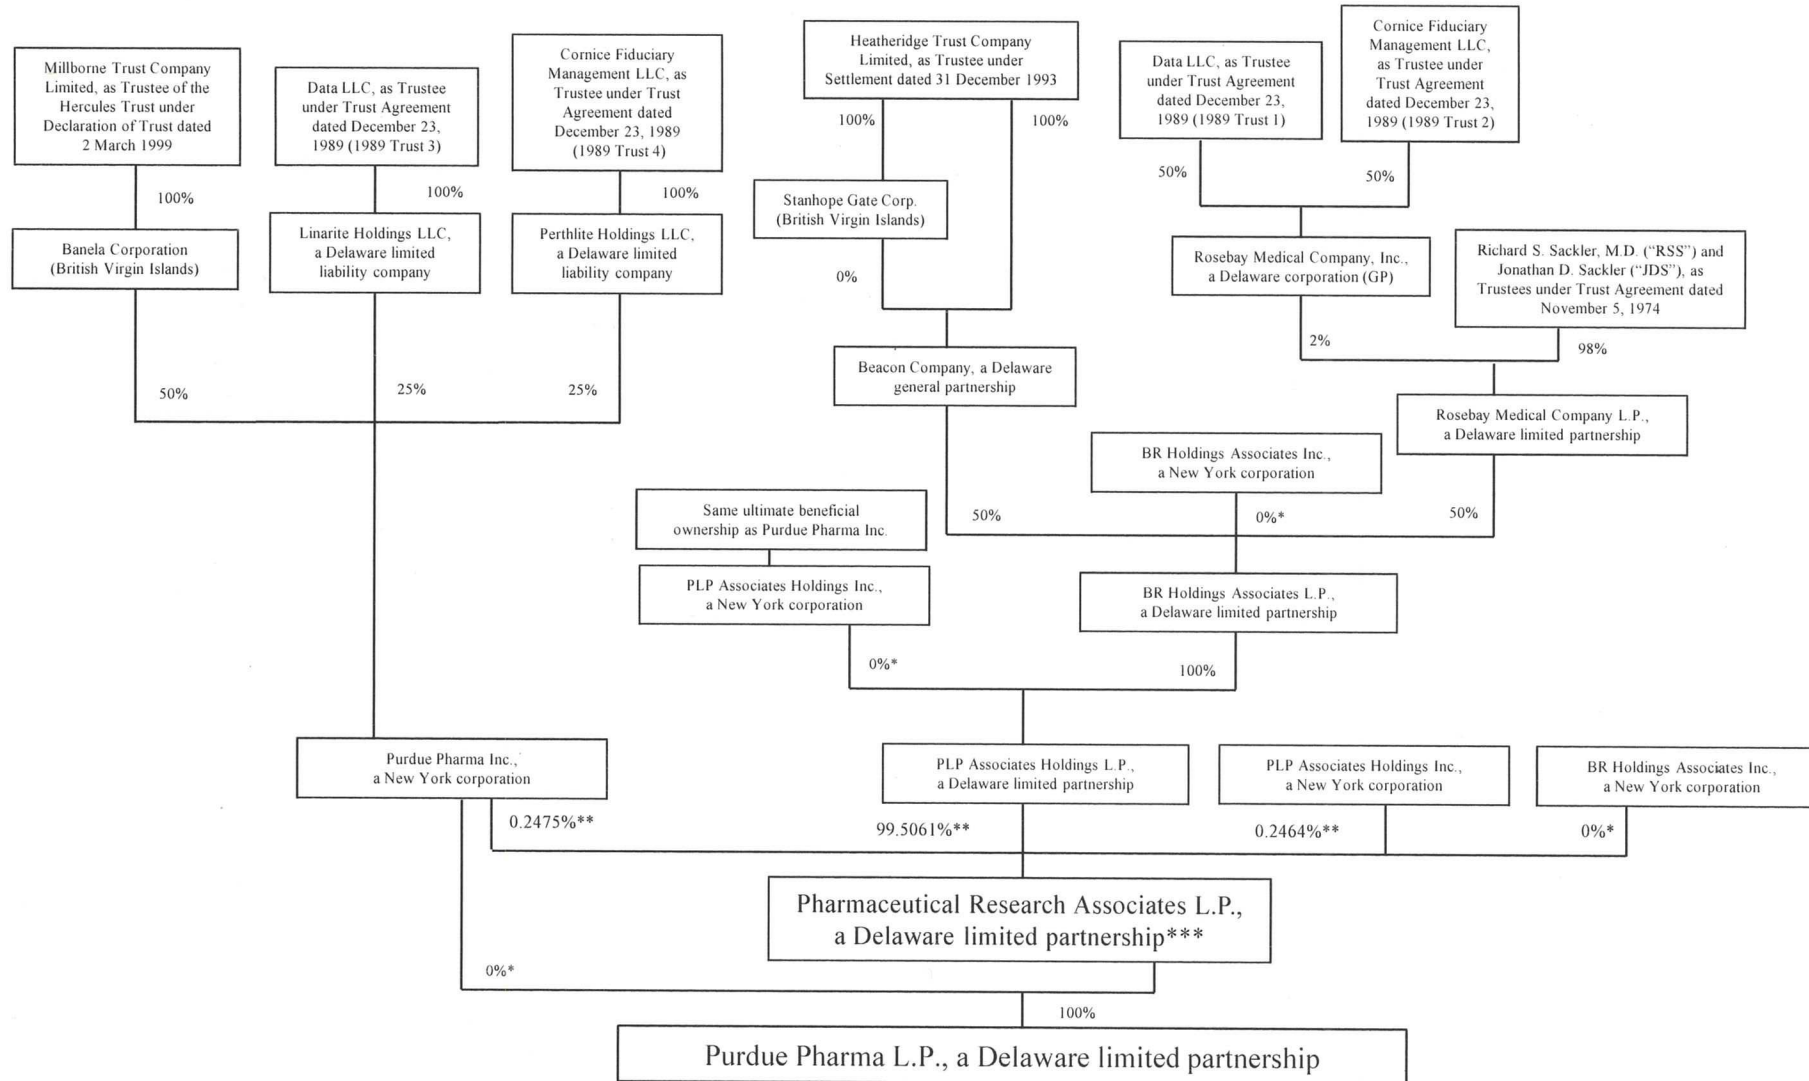 Millborne Trust Company
Limited, as Trustee of the
Hercules Trust under
Declaration of Trust dated
2 March 1999
Data LLC, as Trustee
under Trust Agreement
dated December 23,
1989 (1989 Trust 3)
Cornice Fiduciary
Management LLC, as
Trustee under Trust
Agreement dated
December 23, 1989
(1989 Trust 4)
Heatheridge Trust Company
Limited, as Trustee under
Settlement dated 31 December 1993
Data LLC, as Trustee
under Trust Agreement
dated December 23,
1989 (1989 Trust 1)
Cornice Fiduciary
Management LLC,
as Trustee under
Trust Agreement
dated December 23,
1989 (1989 Trust 2)
100%
100%
100%
100%
100%
50%
50%
Banela Corporation
(British Virgin Islands)
Linarite Holdings LLC,
a Delaware limited
liability company
Perthlite Holdings LLC,
a Delaware limited
liability company
Stanhope Gate Corp.
(British Virgin Islands)
Rosebay Medical Company, Inc.,
a Delaware corporation (GP)
Richard S. Sackler, M.D. (“RSS”) and
Jonathan D. Sackler (“JDS”), as
Trustees under Trust Agreement dated
November 5, 1974
0%
2%
98%
50%
25%
25%
Beacon Company, a Delaware
general partnership
Rosebay Medical Company L.P.,
a Delaware limited partnership
BR Holdings Associates Inc.,
a New York corporation
50%
0%*
50%
Same ultimate beneficial
ownership as Purdue Pharma Inc.
PLP Associates Holdings Inc.,
a New York corporation
BR Holdings Associates L.P.,
a Delaware limited partnership
0%*
100%
Purdue Pharma Inc.,
a New York corporation
PLP Associates Holdings L.P.,
a Delaware limited partnership
PLP Associates Holdings Inc.,
a New York corporation
BR Holdings Associates Inc.,
a New York corporation
0.2475%**
99.5061%**
0.2464%**
0%*
Pharmaceutical Research Associates L.P.,
a Delaware limited partnership***
0%*
100%
Purdue Pharma L.P., a Delaware limited partnership